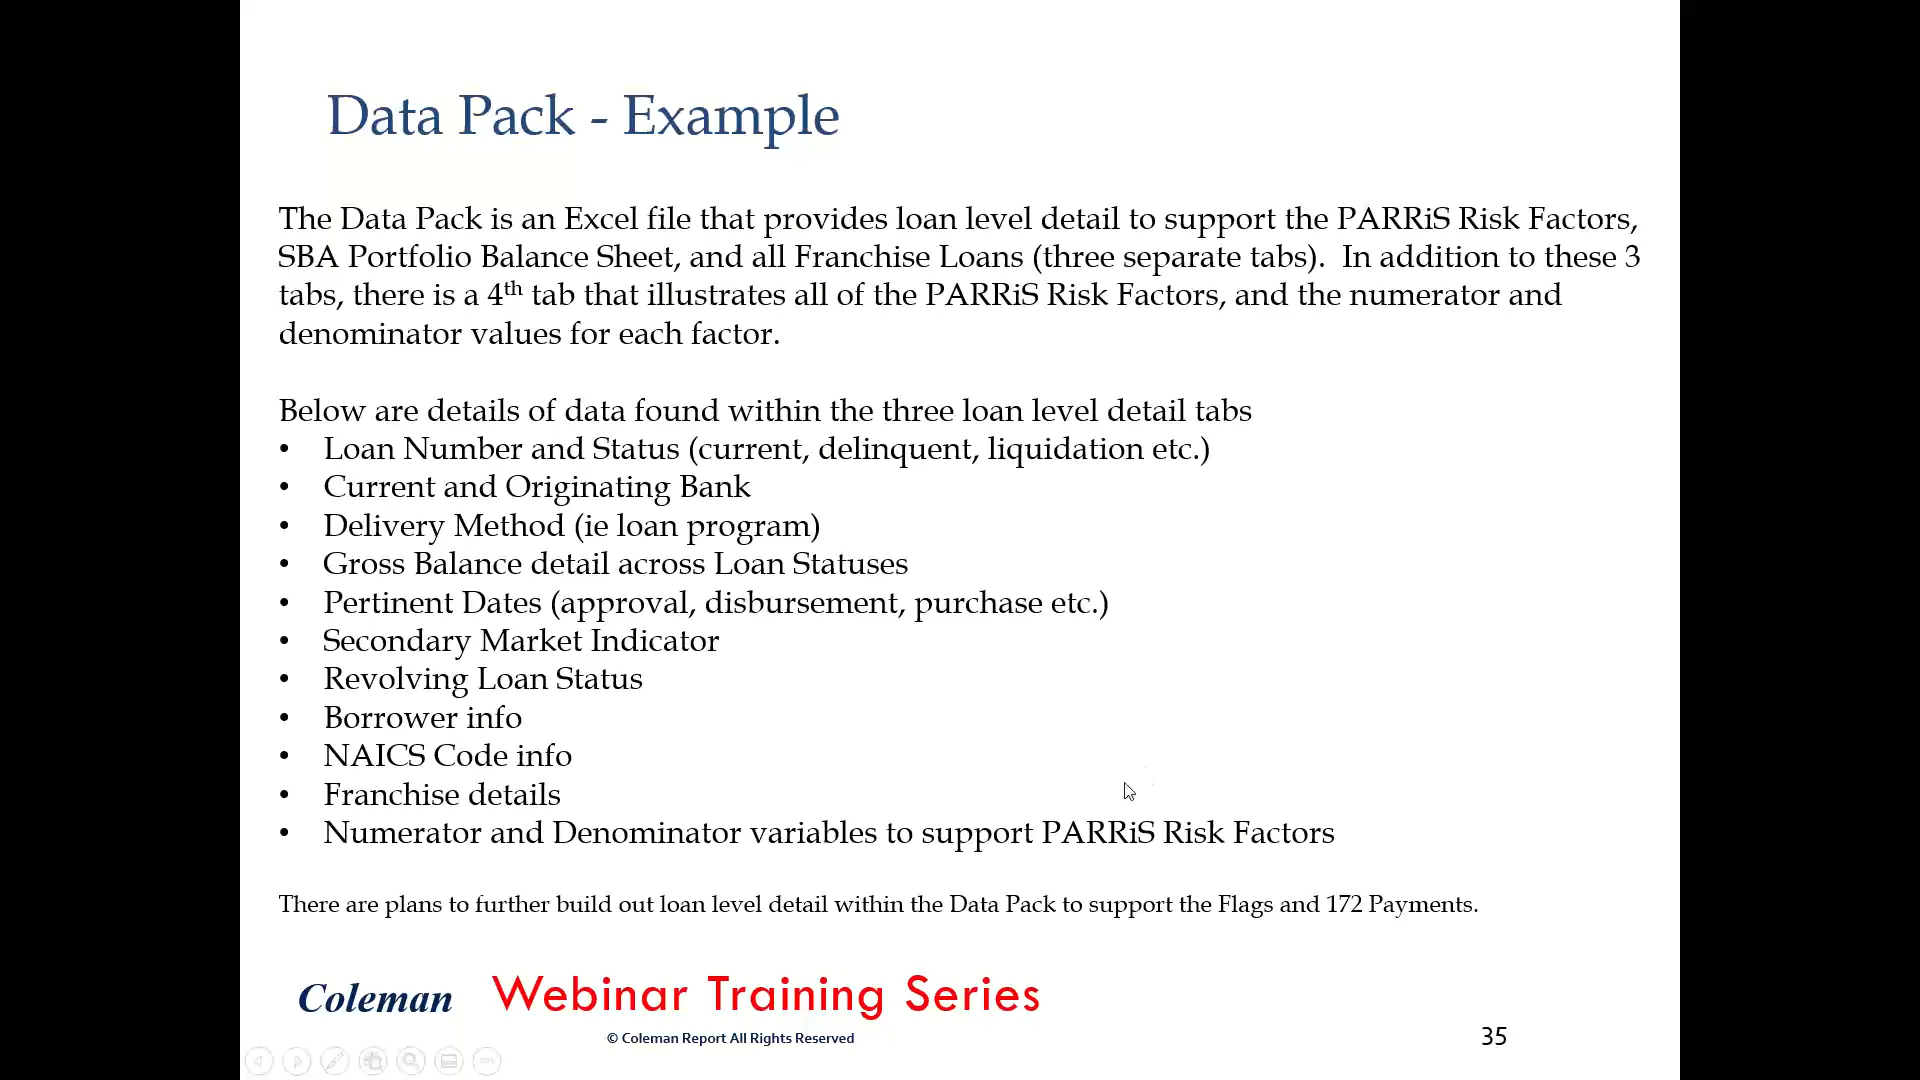 Data Pack - Example
The Data Pack is an Excel file that provides loan level detail to support the PARRiS Risk Factors,
SBA Portfolio Balance Sheet, and all Franchise Loans (three separate tabs).  In addition to these 3
tabs, there is a 4th tab that illustrates all of the PARRiS Risk Factors, and the numerator and
denominator values for each factor.
Below are details of data found within the three loan level detail tabs
• Loan Number and Status (current, delinquent, liquidation etc.)
• Current and Originating Bank
• Delivery Method (ie loan program)
• Gross Balance detail across Loan Statuses
• Pertinent Dates (approval, disbursement, purchase etc.)
• Secondary Market Indicator
• Revolving Loan Status
• Borrower info
• NAICS Code info
• Franchise details
• Numerator and Denominator variables to support PARRiS Risk Factors
There are plans to further build out loan level detail within the Data Pack to support the Flags and 172 Payments.
Coleman Webinar Training Series
© Coleman Report All Rights Reserved
35